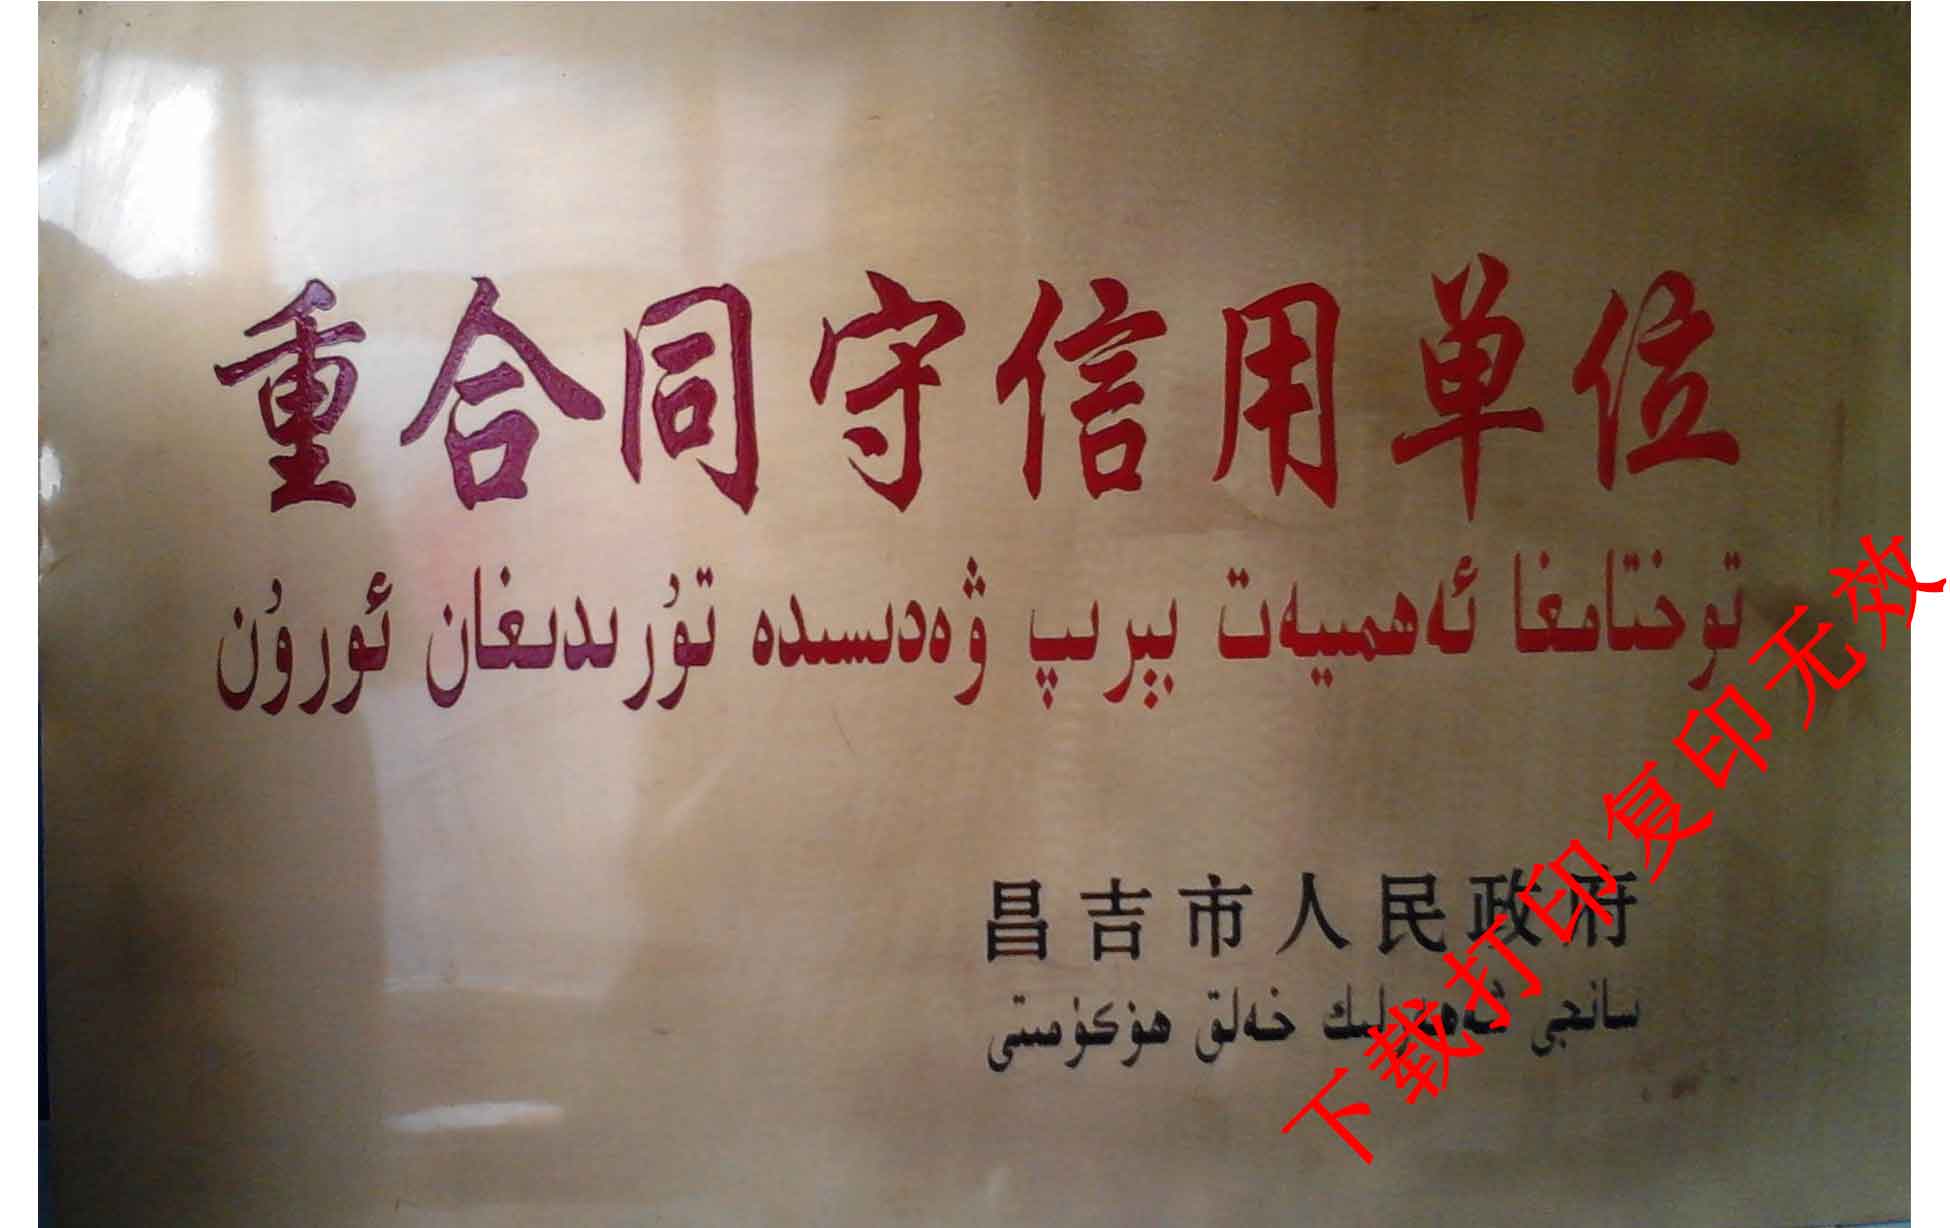 重合同守信用单位
توختامغا ئەھمىيەت بېرىپ ۋەدىسىدە تۇرىدىغان ئورۇن
昌吉市人民政府
سانجى شەھەرلىك خەلق ھۆكۈمىتى
下载打印复印无效